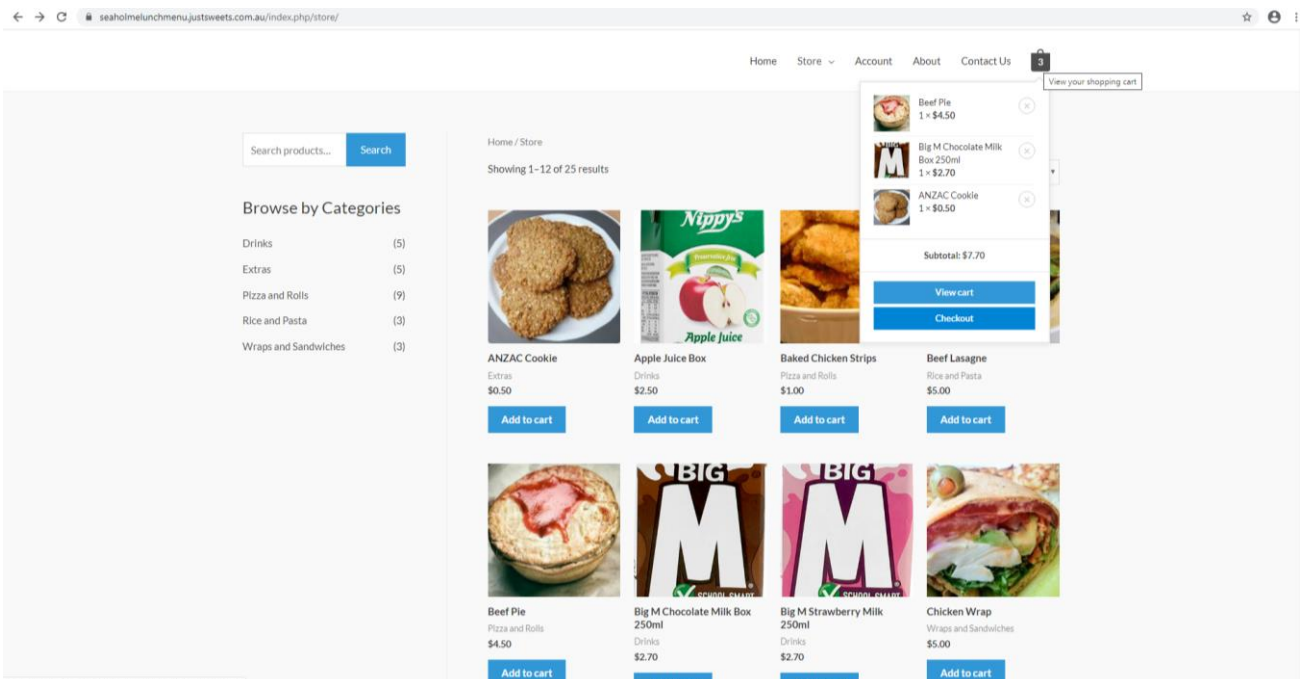 seaholmelunchmenu.justsweets.com.au/index.php/store/
Home Store Account About Contact Us 3
View your shopping cart
Beef Pie
1 × $4.50
Big M Chocolate Milk
Box 250ml
1 × $2.70
ANZAC Cookie
1 × $0.50
Subtotal: $7.70
View cart
Checkout
Search products... Search
Browse by Categories
Drinks (5)
Extras (5)
Pizza and Rolls (9)
Rice and Pasta (3)
Wraps and Sandwiches (3)
Home / Store
Showing 1–12 of 25 results
Nippy's
Preservative free
Apple Juice
ANZAC Cookie
Extras
$0.50
Add to cart
Apple Juice Box
Drinks
$2.50
Add to cart
Baked Chicken Strips
Pizza and Rolls
$1.00
Add to cart
Beef Lasagne
Rice and Pasta
$5.00
Add to cart
BIG
M
SCHOOL SMART
BIG
M
SCHOOL SMART
Beef Pie
Pizza and Rolls
$4.50
Add to cart
Big M Chocolate Milk Box
250ml
Drinks
$2.70
Big M Strawberry Milk
250ml
Drinks
$2.70
Chicken Wrap
Wraps and Sandwiches
$5.00
Add to cart